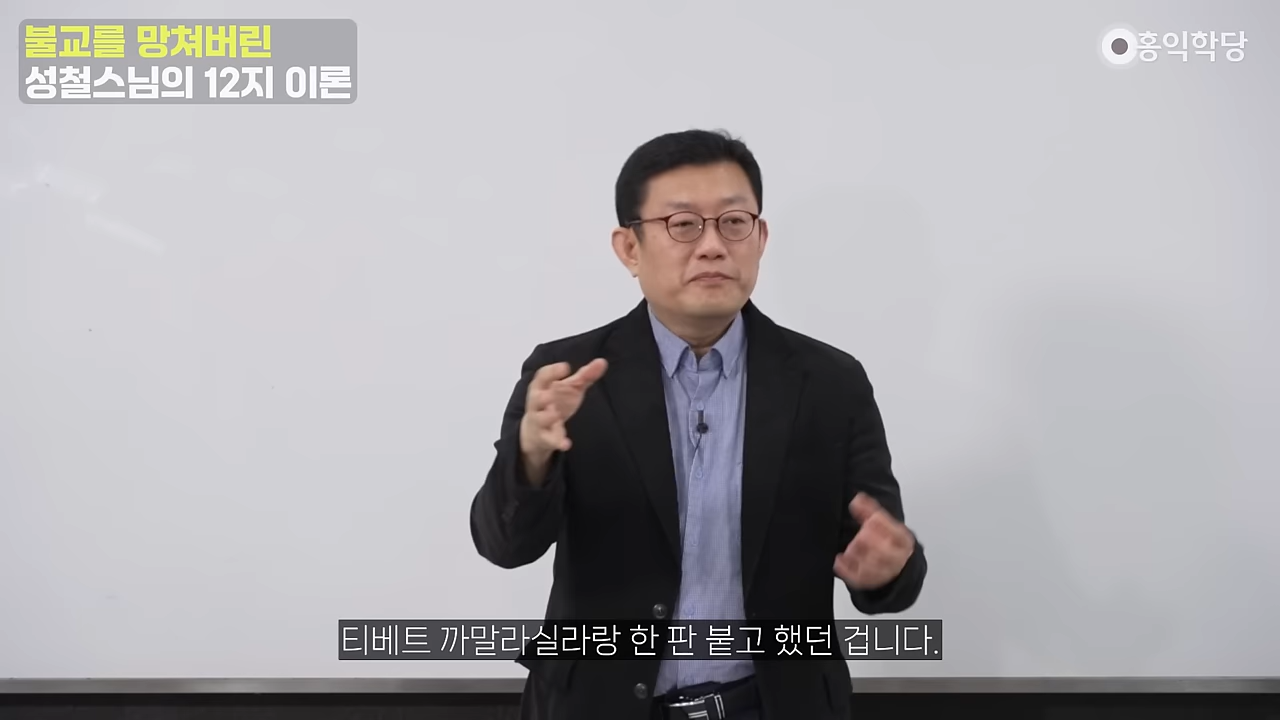 불교를 망쳐버린
성철스님의 12지 이론
홍익학당
티베트 까말라실라랑 한 판 붙고 했던 겁니다.